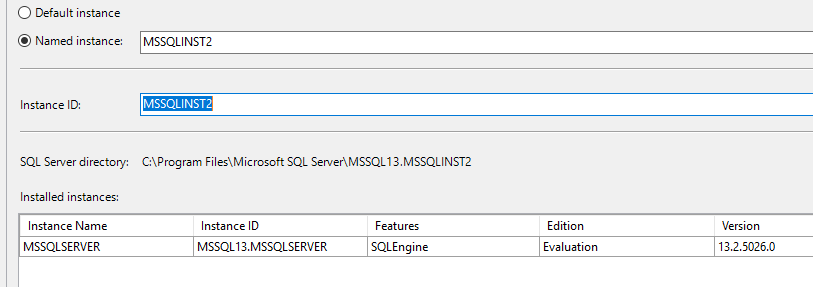 Default instance
Named instance: MSSQLINST2
Instance ID: MSSQLINST2
SQL Server directory: C:\Program Files\Microsoft SQL Server\MSSQL13.MSSQLINST2
Installed instances:
Instance Name Instance ID Features Edition Version
MSSQLSERVER MSSQL13.MSSQLSERVER SQLEngine Evaluation 13.2.5026.0